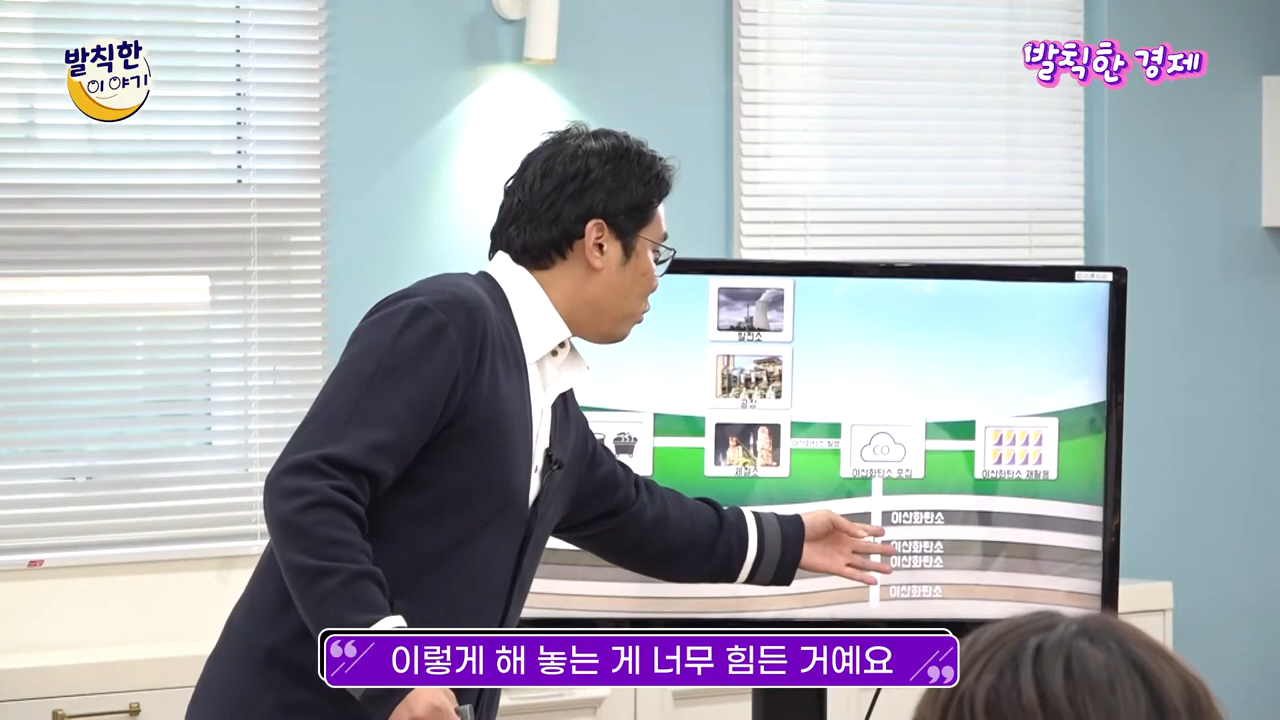 발칙한
이야기
발칙한 경제
발전소
공장
제철소
이산화탄소 포집
이산화탄소 재활용
이산화탄소
이산화탄소
이산화탄소
이산화탄소
이렇게 해 놓는 게 너무 힘든 거예요